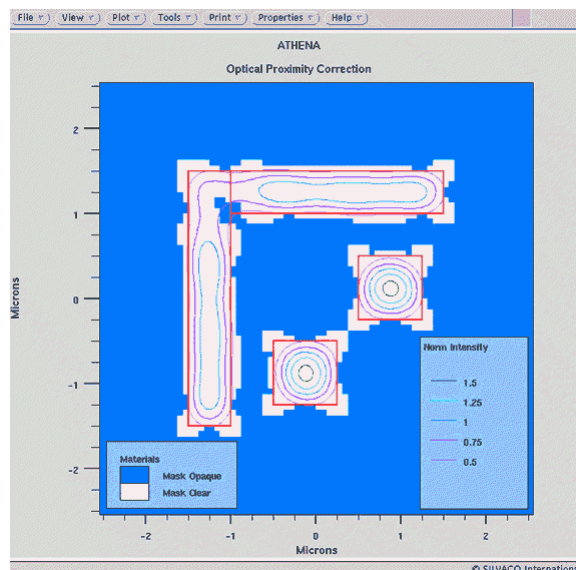 File View Plot Tools Print Properties Help
ATHENA
Optical Proximity Correction
2
1
0
-1
-2
Microns
Norm Intensity
1.5
1.25
1
0.75
0.5
Materials
Mask Opaque
Mask Clear
-2 -1 0 1 2
Microns
© SILVACO International